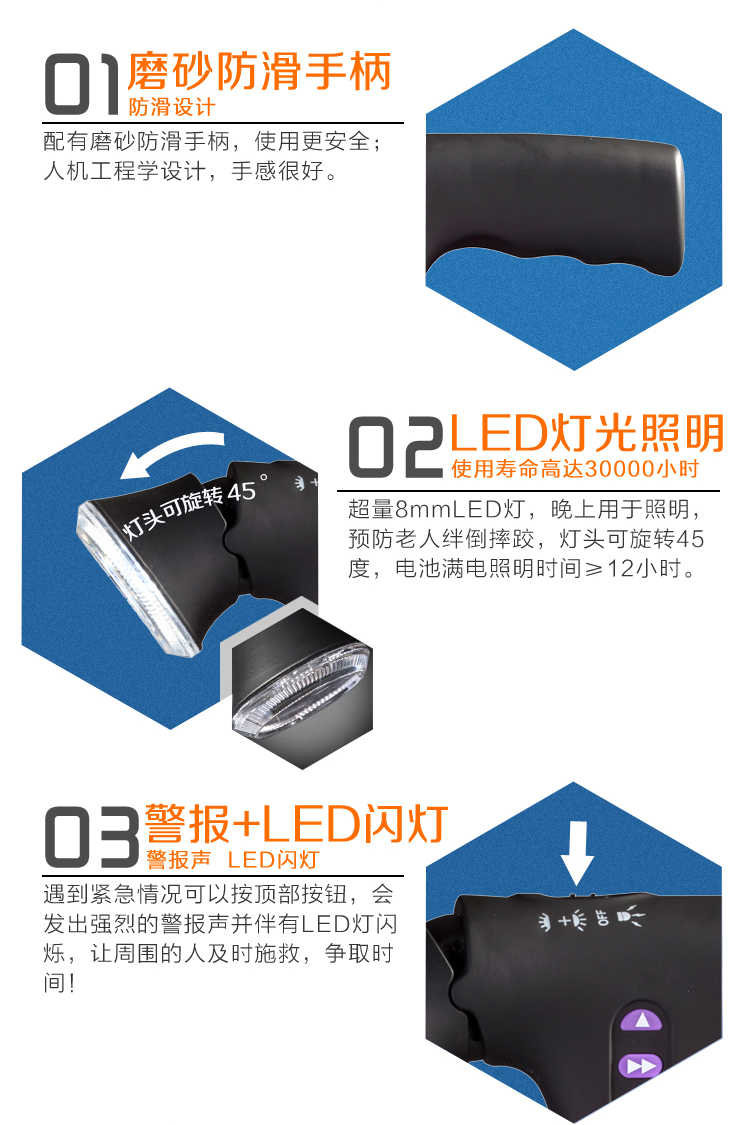 01 磨砂防滑手柄
防滑设计
配有磨砂防滑手柄，使用更安全；
人机工程学设计，手感很好。
灯头可旋转45°
02 LED灯光照明
使用寿命高达30000小时
超量8mmLED灯，晚上用于照明，
预防老人绊倒摔跤，灯头可旋转45
度，电池满电照明时间≥12小时。
03 警报+LED闪灯
警报声 LED闪灯
遇到紧急情况可以按顶部按钮，会
发出强烈的警报声并伴有LED灯闪
烁，让周围的人及时施救，争取时
间！
OFF